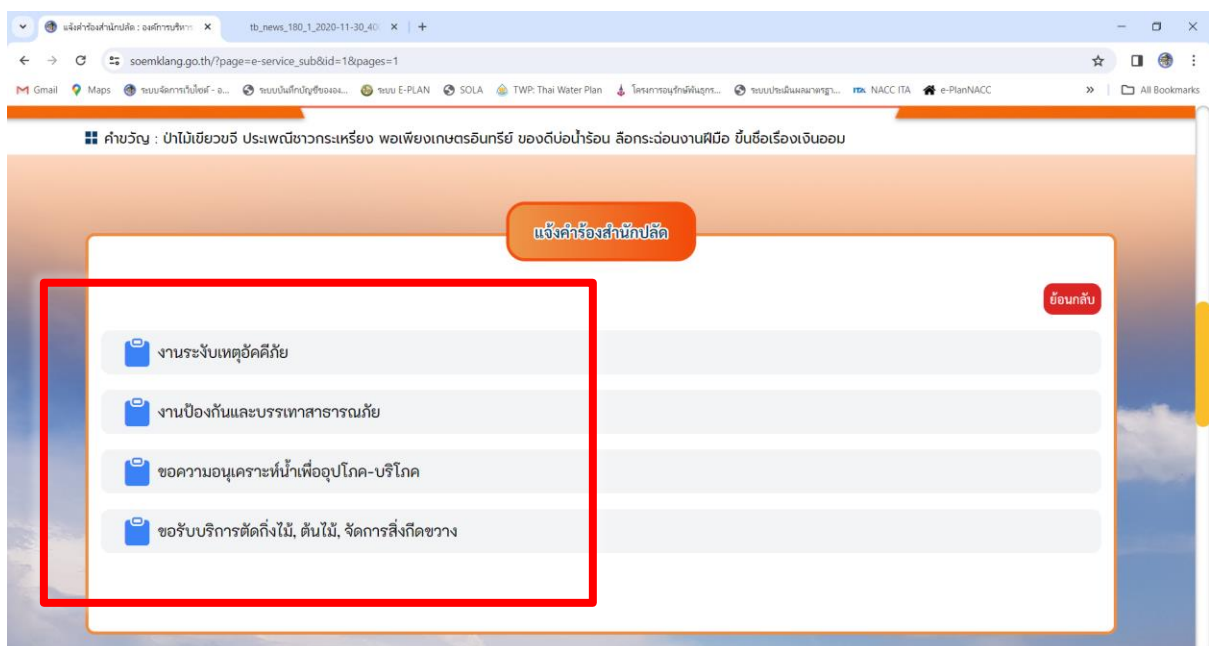 แจ้งคำร้องสำนักปลัด : องค์การบริหาร
tb_news_180_1_2020-11-30_40
soemklang.go.th/?page=e-service_sub&id=1&pages=1
Gmail
Maps
ระบบจัดการเว็บไซต์ - อ...
ระบบบันทึกบัญชีขององ...
ระบบ E-PLAN
SOLA
TWP: Thai Water Plan
โครงการอนุรักษ์พันธุกร...
ระบบประเมินผลมาตรฐา...
NACC ITA
e-PlanNACC
»
All Bookmarks
คำขวัญ : ป่าไม้เขียวขจี ประเพณีชาวกระเหรี่ยง พอเพียงเกษตรอินทรีย์ ของดีบ่อน้ำร้อน ลือกระฉ่อนงานฝีมือ ขึ้นชื่อเรื่องเงินออม
แจ้งคำร้องสำนักปลัด
ย้อนกลับ
งานระงับเหตุอัคคีภัย
งานป้องกันและบรรเทาสาธารณภัย
ขอความอนุเคราะห์น้ำเพื่ออุปโภค-บริโภค
ขอรับบริการตัดกิ่งไม้, ต้นไม้, จัดการสิ่งกีดขวาง